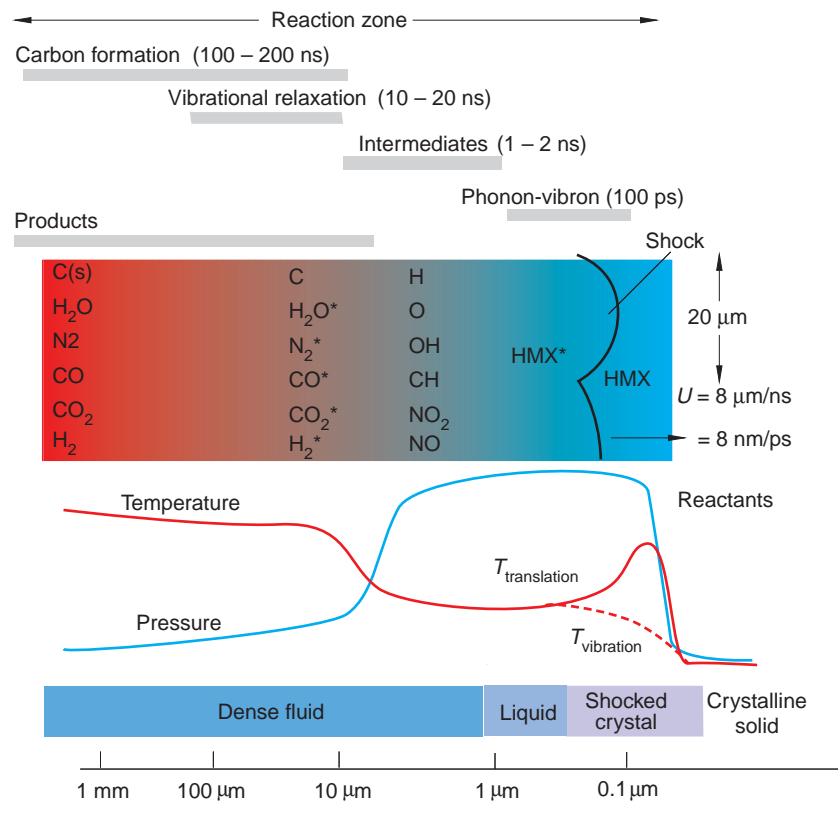 Reaction zone
Carbon formation (100 – 200 ns)
Vibrational relaxation (10 – 20 ns)
Intermediates (1 – 2 ns)
Phonon-vibron (100 ps)
Products
Shock
C(s) C H
H₂O H₂O* O
20 μm
N2 N₂* OH
HMX*
CO CO* CH
HMX
U = 8 μm/ns
CO₂ CO₂* NO₂
H₂ H₂* NO
= 8 nm/ps
Temperature
Reactants
T translation
Pressure
T vibration
Dense fluid
Liquid
Shocked
crystal
Crystalline
solid
1 mm 100 μm 10 μm 1 μm 0.1 μm